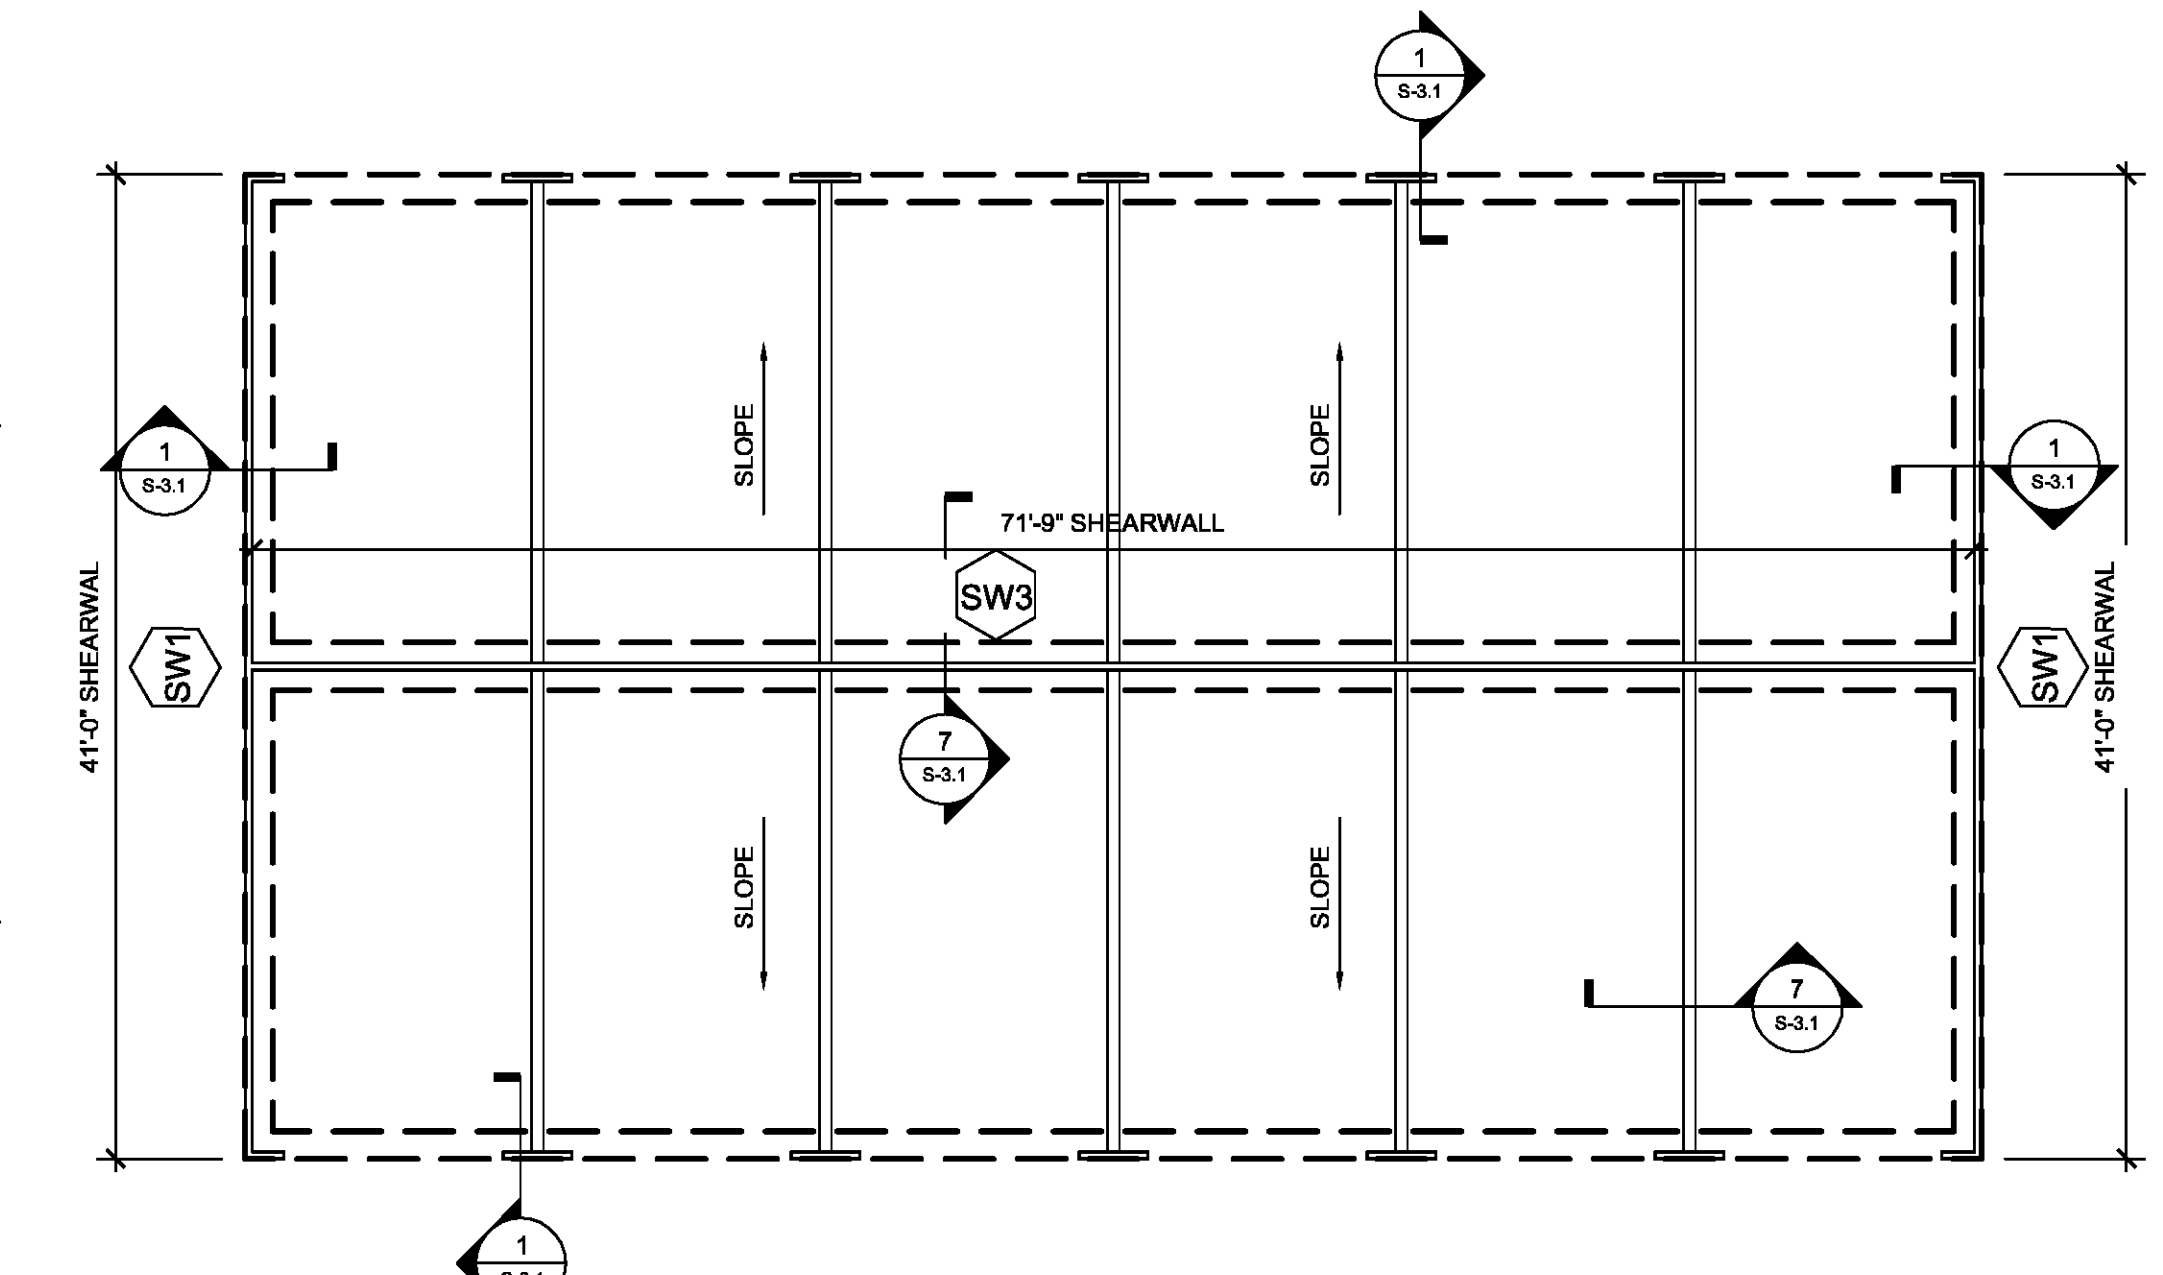 1
S-3.1
SLOPE
SLOPE
1
S-3.1
1
S-3.1
71'-9" SHEARWALL
SW3
41'-0" SHEARWAL
SW1
SW1
41'-0" SHEARWAL
7
S-3.1
SLOPE
SLOPE
7
S-3.1
1